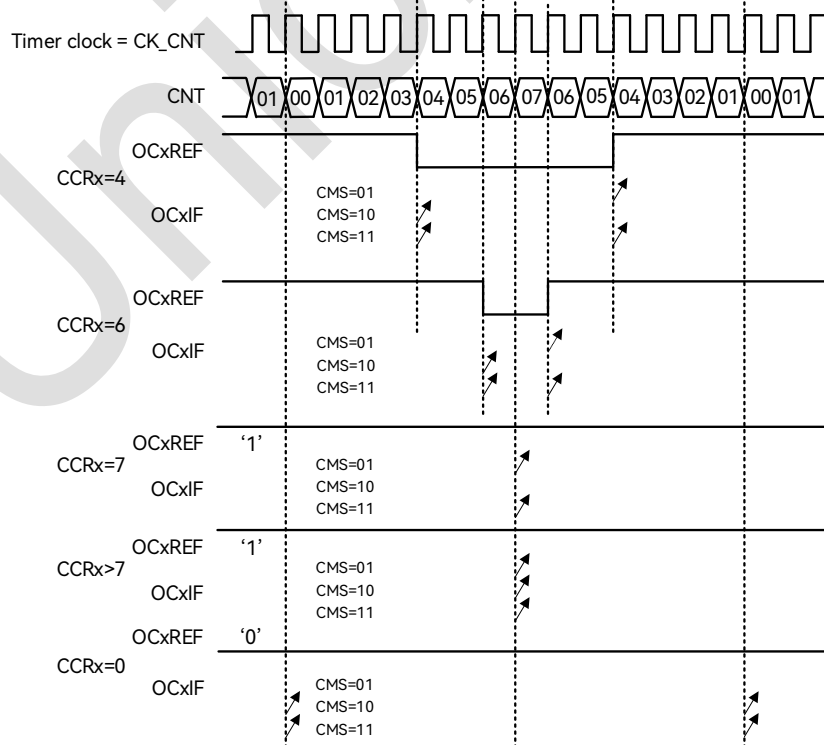 Timer clock = CK_CNT
CNT 01 00 01 02 03 04 05 06 07 06 05 04 03 02 01 00 01
OCxREF
CCRx=4
CMS=01
OCxIF CMS=10
CMS=11
OCxREF
CCRx=6
CMS=01
OCxIF CMS=10
CMS=11
OCxREF ‘1’
CCRx=7 CMS=01
OCxIF CMS=10
CMS=11
OCxREF ‘1’
CCRx>7 CMS=01
OCxIF CMS=10
CMS=11
OCxREF ‘0’
CCRx=0
OCxIF CMS=01
CMS=10
CMS=11